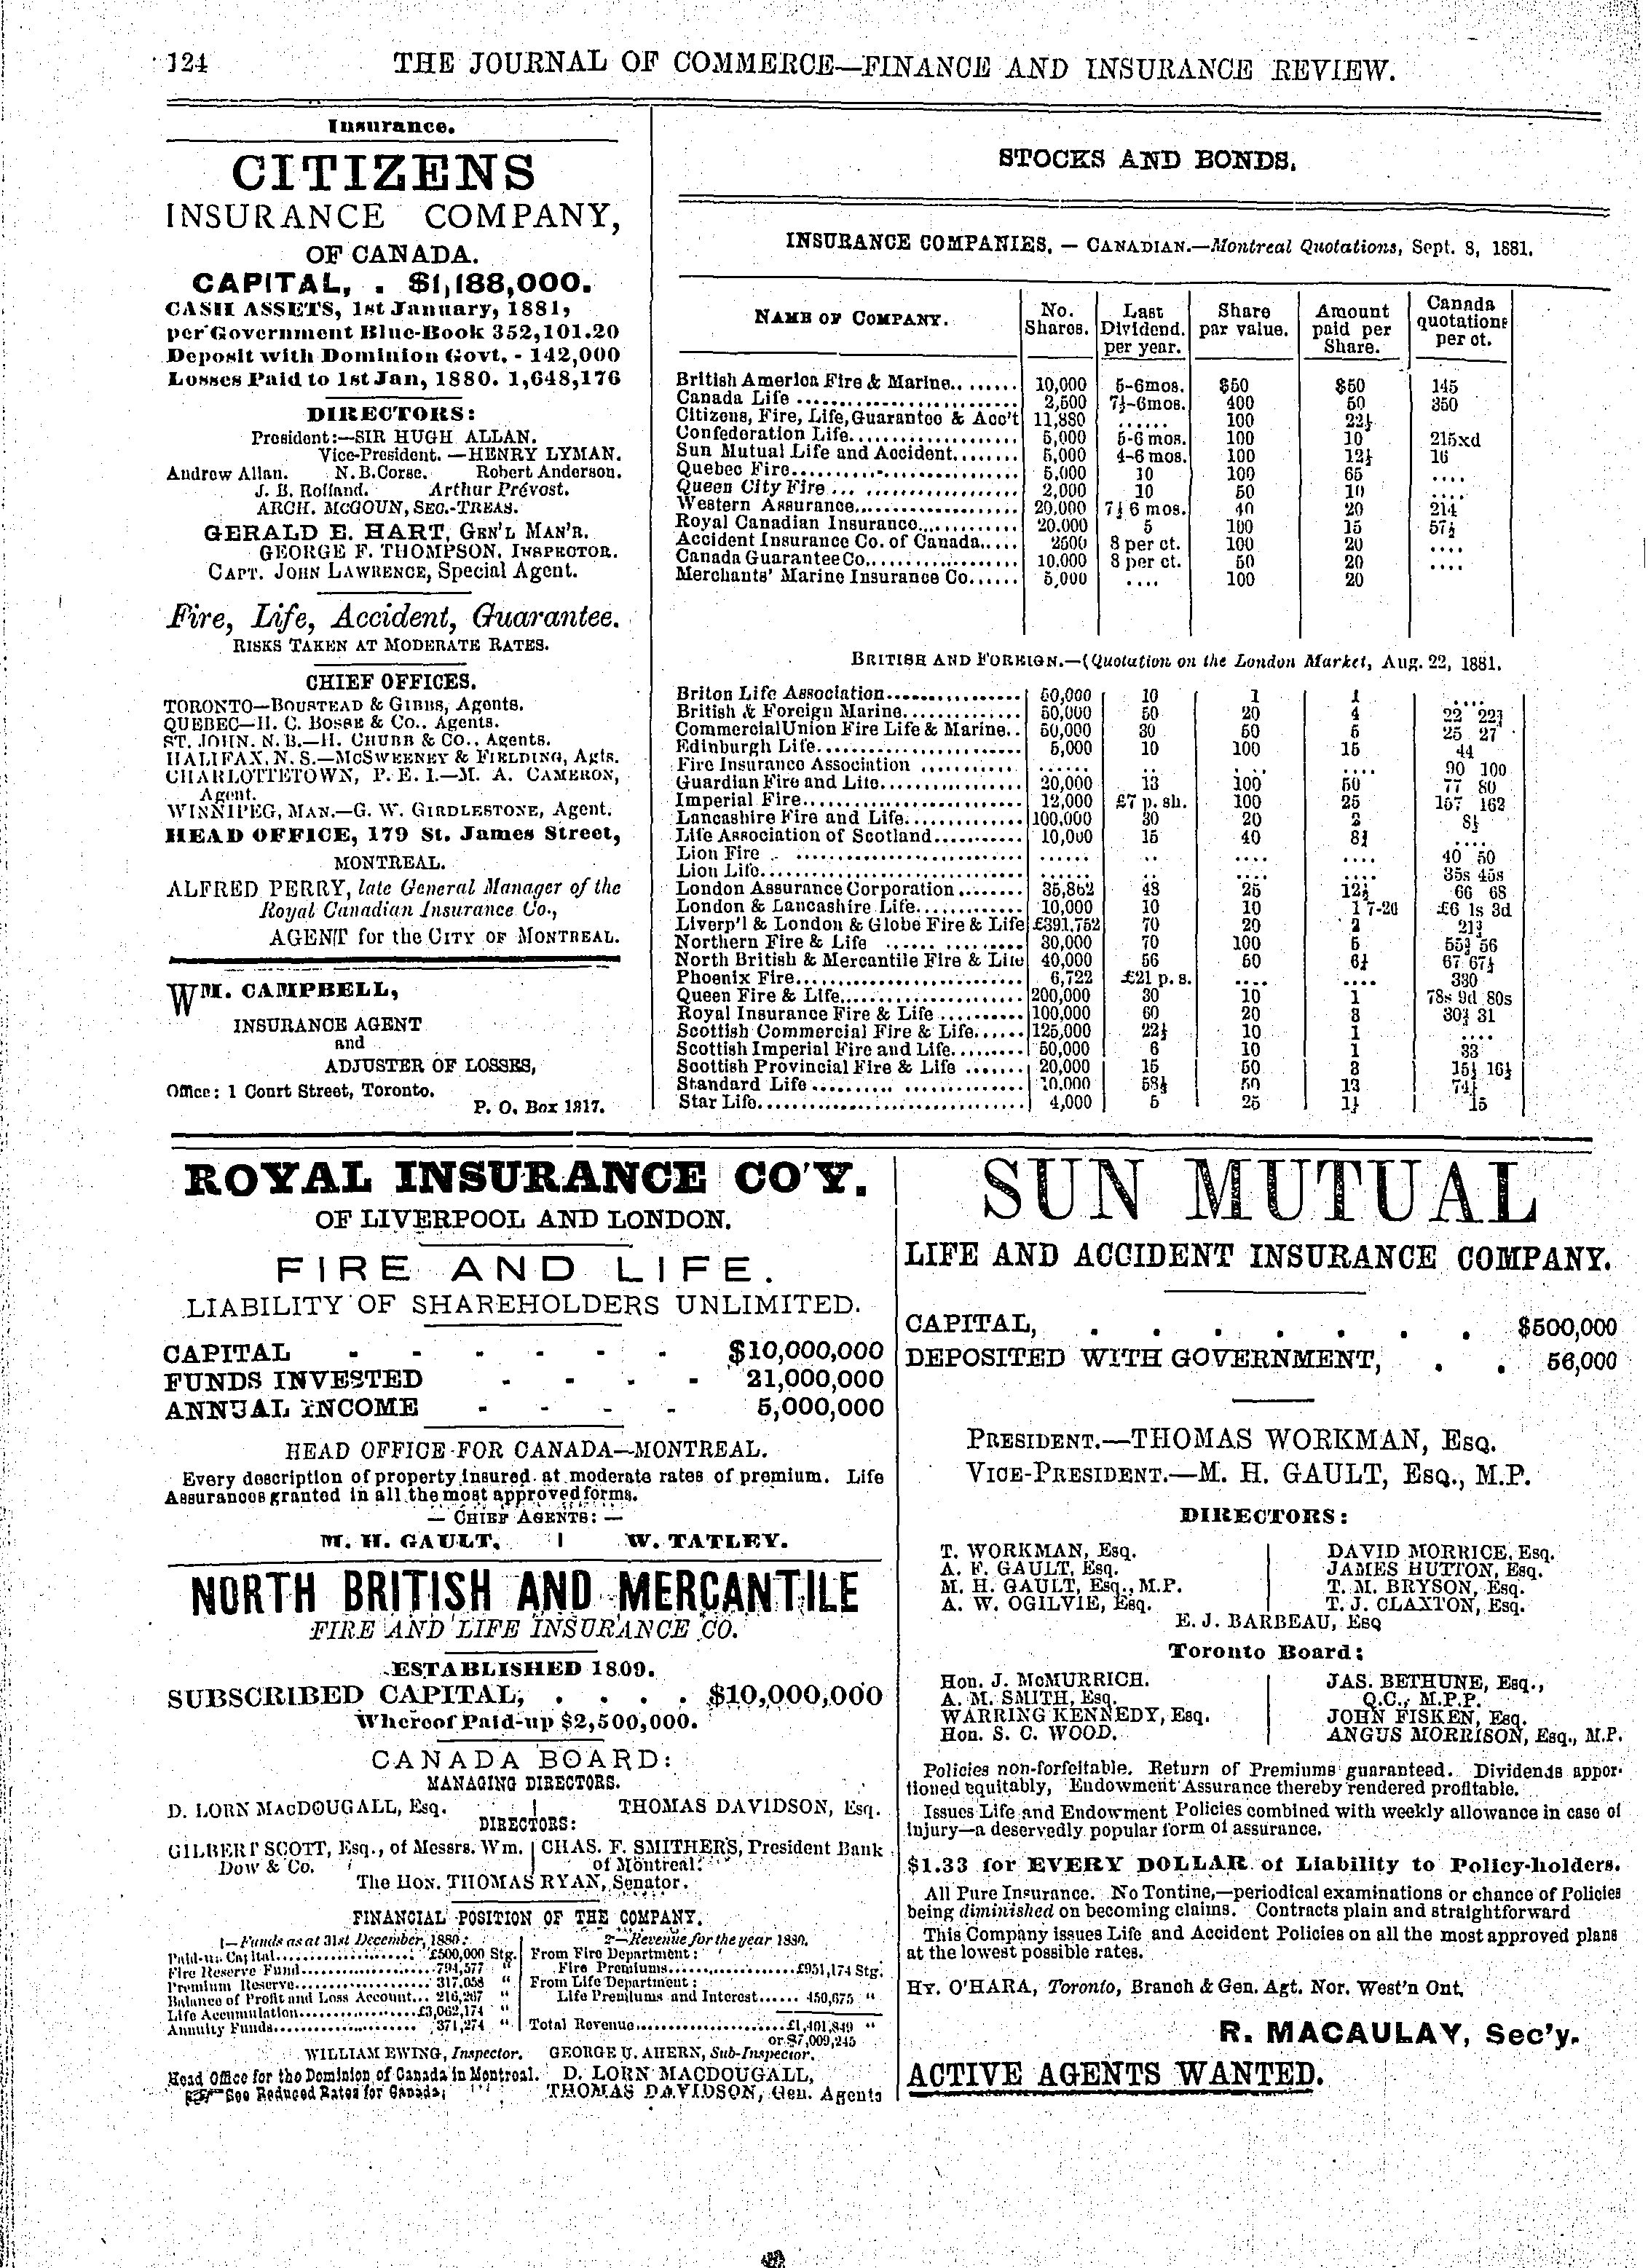 124
THE JOURNAL OF COMMERCE—FINANCE AND INSURANCE REVIEW.
Insurance.
CITIZENS
INSURANCE COMPANY,
OF CANADA.
CAPITAL, . $1,188,000.
CASH ASSETS, 1st January, 1881,
per Government Blue-Book 352,101.20
Deposit with Dominion Govt. - 142,000
Losses Paid to 1st Jan, 1880. 1,648,176
DIRECTORS:
President:—SIR HUGH ALLAN.
Vice-President.—HENRY LYMAN.
Andrew Allan. N. B. Corse. Robert Anderson.
J. B. Rolland. Arthur Prévost.
ARCH. McGOUN, SEC.-TREAS.
GERALD E. HART, GEN'L MAN'R.
GEORGE F. THOMPSON, INSPECTOR.
CAPT. JOHN LAWRENCE, Special Agent.
Fire, Life, Accident, Guarantee.
RISKS TAKEN AT MODERATE RATES.
CHIEF OFFICES.
TORONTO—BOUSTEAD & GIBBS, Agents.
QUEBEC—H. C. BOSSE & Co.. Agents.
ST. JOHN. N. B.—H. CHUBB & Co., Agents.
HALIFAX, N. S.—McSWEENEY & FIELDING, Agts.
CHARLOTTETOWN, P. E. I.—M. A. CAMERON,
Agent.
WINNIPEG, MAN.—G. W. GIRDLESTONE, Agent.
HEAD OFFICE, 179 St. James Street,
MONTREAL.
ALFRED PERRY, late General Manager of the
Royal Canadian Insurance Co.,
AGENT for the CITY OF MONTREAL.
WM. CAMPBELL,
INSURANCE AGENT
and
ADJUSTER OF LOSSES,
Office: 1 Court Street, Toronto.
P. O. Box 1817.
STOCKS AND BONDS.
INSURANCE COMPANIES. — CANADIAN.—Montreal Quotations, Sept. 8, 1881.
NAME OF COMPANY. No. Shares. Last Dividend. per year. Share par value. Amount paid per Share. Canada quotations per ct.
British America Fire & Marine.. ...... 10,000 5-6mos. $50 $50 145
Canada Life ........ 2,500 7½-6mos. 400 50 350
Citizens, Fire, Life, Guarantee & Acc't 11,880 ...... 100 22½
Confederation Life........ 5,000 5-6 mos. 100 10 215xd
Sun Mutual Life and Accident........ 5,000 4-6 mos. 100 12½ 16
Quebec Fire........ 5,000 10 100 65 ....
Queen City Fire ... ........ 2,000 10 50 10 ....
Western Assurance........ 20.000 7½ 6 mos. 40 20 214
Royal Canadian Insurance........ 20.000 5 100 15 57½
Accident Insurance Co. of Canada..... 2500 8 per ct. 100 20 ....
Canada Guarantee Co........ 10.000 8 per ct. 50 20 ....
Merchants' Marine Insurance Co...... 5,000 .... 100 20
BRITISH AND FOREIGN.—(Quotation on the London Market, Aug. 22, 1881.
Briton Life Association........ 50,000 10 1 1 ....
British & Foreign Marine........ 50,000 50 20 4 22 22¾
Commercial Union Fire Life & Marine.. 50,000 30 50 5 25 27
Edinburgh Life........ 5,000 10 100 15 44
Fire Insurance Association ........ ...... .. .... .... 90 100
Guardian Fire and Life........ 20,000 13 100 50 77 80
Imperial Fire........ 12,000 £7 p. sh. 100 25 157 162
Lancashire Fire and Life........ 100,000 30 20 2 8½
Life Association of Scotland........ 10,000 15 40 8¾ ....
Lion Fire .. ........ ...... .. .... .... 40 50
Lion Life........ ...... .. .... .... 35s 45s
London Assurance Corporation ........ 35,862 48 25 12½ 66 68
London & Lancashire Life........ 10,000 10 10 1 7-20 £6 1s 3d
Liverp'l & London & Globe Fire & Life £391.752 70 20 2 21¾
Northern Fire & Life ........ 30,000 70 100 5 55¾ 56
North British & Mercantile Fire & Life 40,000 56 50 6¼ 67 67½
Phoenix Fire........ 6,722 £21 p. s. .... .... 330
Queen Fire & Life........ 200,000 30 10 1 78s 9d 80s
Royal Insurance Fire & Life ........ 100,000 60 20 3 30¾ 31
Scottish Commercial Fire & Life...... 125,000 22½ 10 1 ....
Scottish Imperial Fire and Life........ 50,000 6 10 1 33
Scottish Provincial Fire & Life ....... 20,000 15 50 3 15½ 16½
Standard Life ........ 10,000 58½ 50 12 74½
Star Life........ 4,000 5 25 1¼ 15
ROYAL INSURANCE CO'Y.
OF LIVERPOOL AND LONDON.
FIRE AND LIFE.
LIABILITY OF SHAREHOLDERS UNLIMITED.
CAPITAL - - - - - - $10,000,000
FUNDS INVESTED - - - - 21,000,000
ANNUAL INCOME - - - - 5,000,000
HEAD OFFICE FOR CANADA—MONTREAL.
Every description of property insured at moderate rates of premium. Life
Assurances granted in all the most approved forms.
— CHIEF AGENTS: —
M. H. GAULT, | W. TATLEY.
NORTH BRITISH AND MERCANTILE
FIRE AND LIFE INSURANCE CO.
ESTABLISHED 1809.
SUBSCRIBED CAPITAL, . . . . $10,000,000
Whereof Paid-up $2,500,000.
CANADA BOARD:
MANAGING DIRECTORS.
D. LORN MACDOUGALL, Esq. | THOMAS DAVIDSON, Esq.
DIRECTORS:
GILBERT SCOTT, Esq., of Messrs. Wm. Dow & Co. | CHAS. F. SMITHERS, President Bank of Montreal.
The Hon. THOMAS RYAN, Senator.
FINANCIAL POSITION OF THE COMPANY.
1—Funds as at 31st December, 1880:
Paid-up Capital........ £500,000 Stg.
Fire Reserve Fund........ 794,577 "
Premium Reserve........ 317,058 "
Balance of Profit and Loss Account... 216,267 "
Life Accumulation........ £3,062,174 "
Annuity Funds........ 371,274 "
2—Revenue for the year 1880.
From Fire Department:
Fire Premiums........ £951,174 Stg.
From Life Department:
Life Premiums and Interest...... 450,675 "
Total Revenue........ £1,401,849 "
or $7,009,245
WILLIAM EWING, Inspector. GEORGE U. AHERN, Sub-Inspector.
Head Office for the Dominion of Canada in Montreal. D. LORN MACDOUGALL,
See Reduced Rates for Canada. THOMAS DAVIDSON, Gen. Agents
SUN MUTUAL
LIFE AND ACCIDENT INSURANCE COMPANY.
CAPITAL, . . . . . . . $500,000
DEPOSITED WITH GOVERNMENT, . . 56,000
PRESIDENT.—THOMAS WORKMAN, ESQ.
VICE-PRESIDENT.—M. H. GAULT, ESQ., M.P.
DIRECTORS:
T. WORKMAN, Esq. DAVID MORRICE, Esq.
A. F. GAULT, Esq. JAMES HUTTON, Esq.
M. H. GAULT, Esq., M.P. T. M. BRYSON, Esq.
A. W. OGILVIE, Esq. T. J. CLAXTON, Esq.
E. J. BARBEAU, ESQ
Toronto Board:
Hon. J. McMURRICH. JAS. BETHUNE, Esq.,
A. M. SMITH, Esq. Q.C., M.P.P.
WARRING KENNEDY, Esq. JOHN FISKEN, Esq.
Hon. S. C. WOOD. ANGUS MORRISON, Esq., M.P.
Policies non-forfeitable. Return of Premiums guaranteed. Dividends appor-
tioned equitably, Endowment Assurance thereby rendered profitable.
Issues Life and Endowment Policies combined with weekly allowance in case of
injury—a deservedly popular form of assurance.
$1.33 for EVERY DOLLAR of Liability to Policy-holders.
All Pure Insurance. No Tontine,—periodical examinations or chance of Policies
being diminished on becoming claims. Contracts plain and straightforward
This Company issues Life and Accident Policies on all the most approved plans
at the lowest possible rates.
HY. O'HARA, Toronto, Branch & Gen. Agt. Nor. West'n Ont.
R. MACAULAY, Sec'y.
ACTIVE AGENTS WANTED.